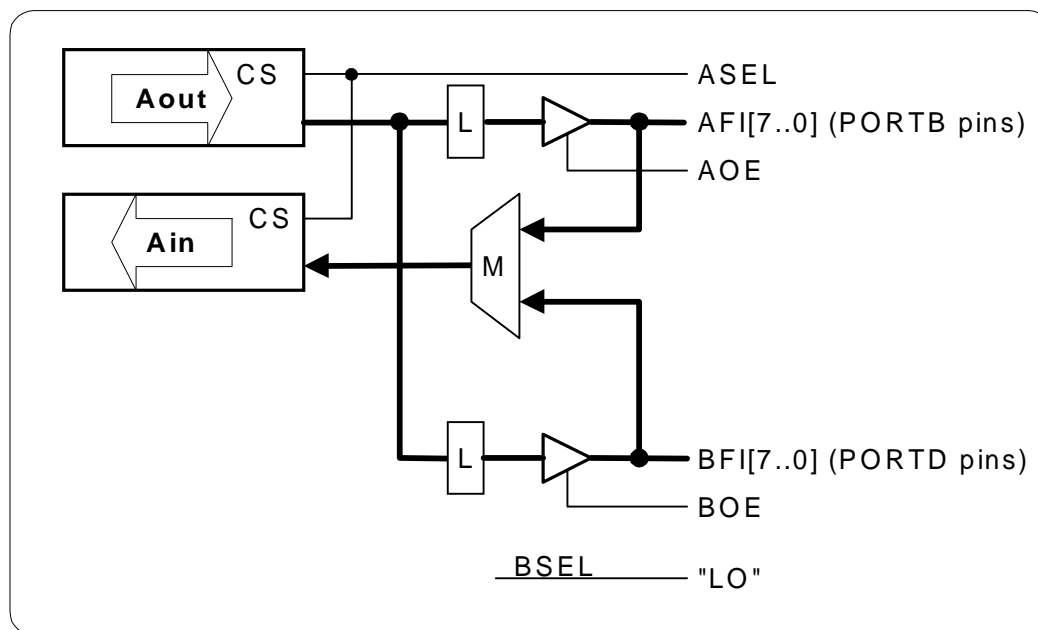 CS
ASEL
Aout
L
AFI[7..0] (PORTB pins)
AOE
CS
Ain
M
L
BFI[7..0] (PORTD pins)
BOE
BSEL
"LO"